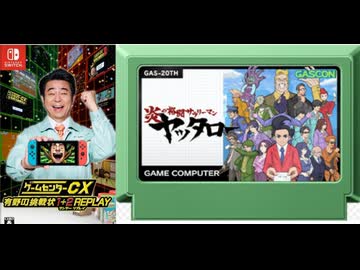 NINTENDO
SWITCH
ゲームセンターCX
有野の挑戦状1+2 REPLAY
GAS-20TH
GASCON
炎の格闘サラリーマン
ヤッタロー
GAME COMPUTER